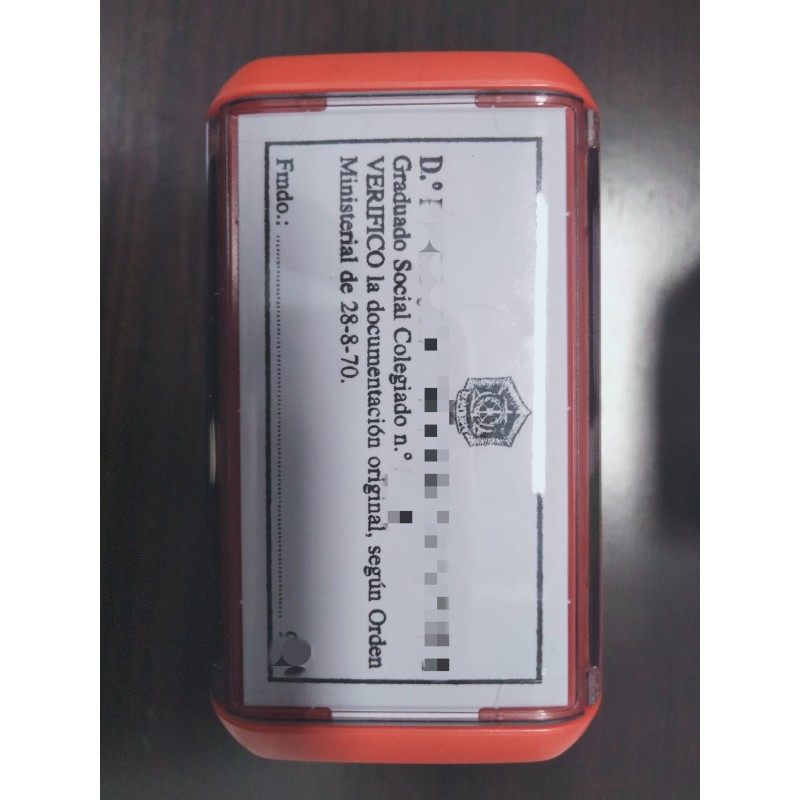 D.º
Graduado Social Colegiado n.º
VERIFICO la documentación original, según Orden
Ministerial de 28-8-70.
Fmdo.: